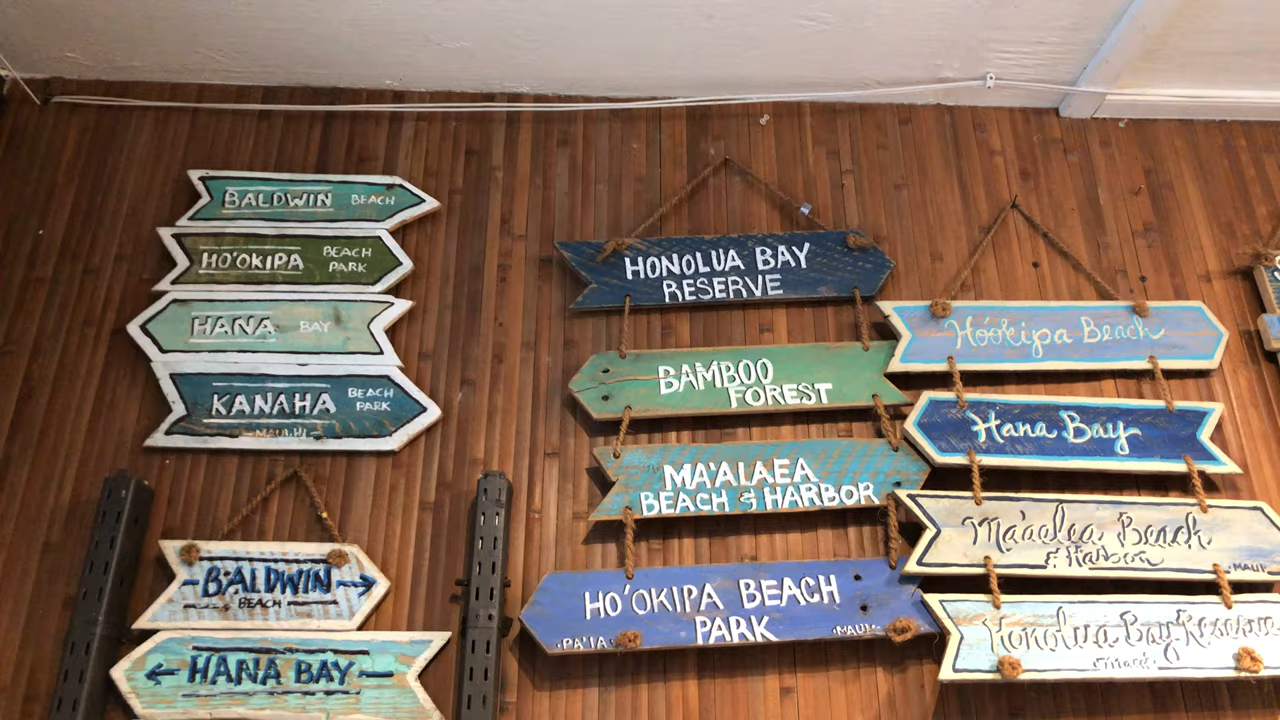 BALDWIN BEACH
HO'OKIPA BEACH PARK
HANA BAY
KANAHA BEACH PARK
BALDWIN
BEACH
HANA BAY
HONOLUA BAY
RESERVE
BAMBOO
FOREST
MA'ALAEA
BEACH & HARBOR
HO'OKIPA BEACH
PARK
·PA'IA· ·MAUI·
Ho'okipa Beach
Hana Bay
Ma'aelea Beach
& Harbor
·MAUI·
Honolua Bay Reserve